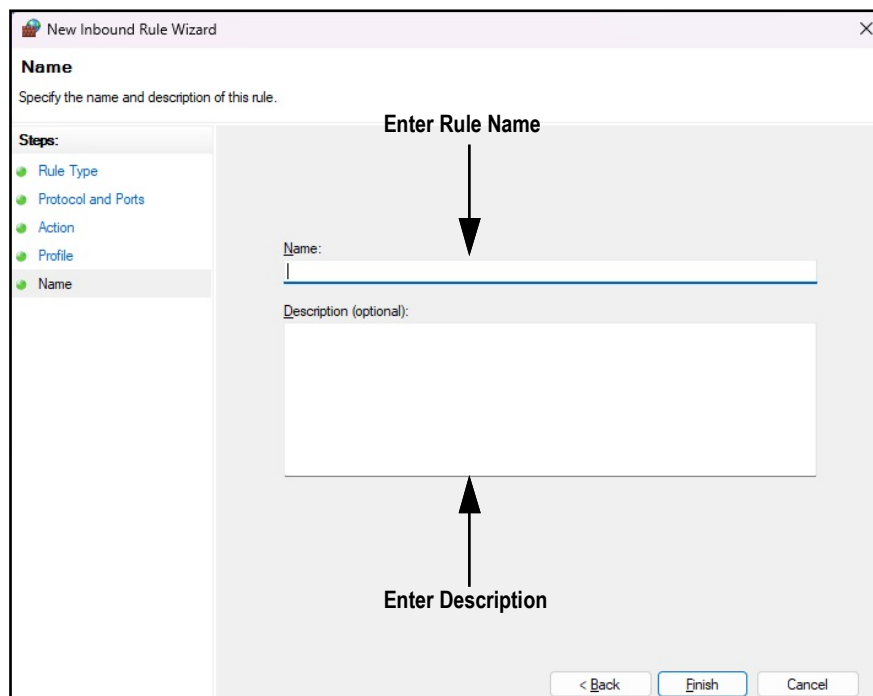 New Inbound Rule Wizard
Name
Specify the name and description of this rule.
Steps:
Rule Type
Protocol and Ports
Action
Profile
Name
Enter Rule Name
Name:
Description (optional):
Enter Description
< Back
Finish
Cancel